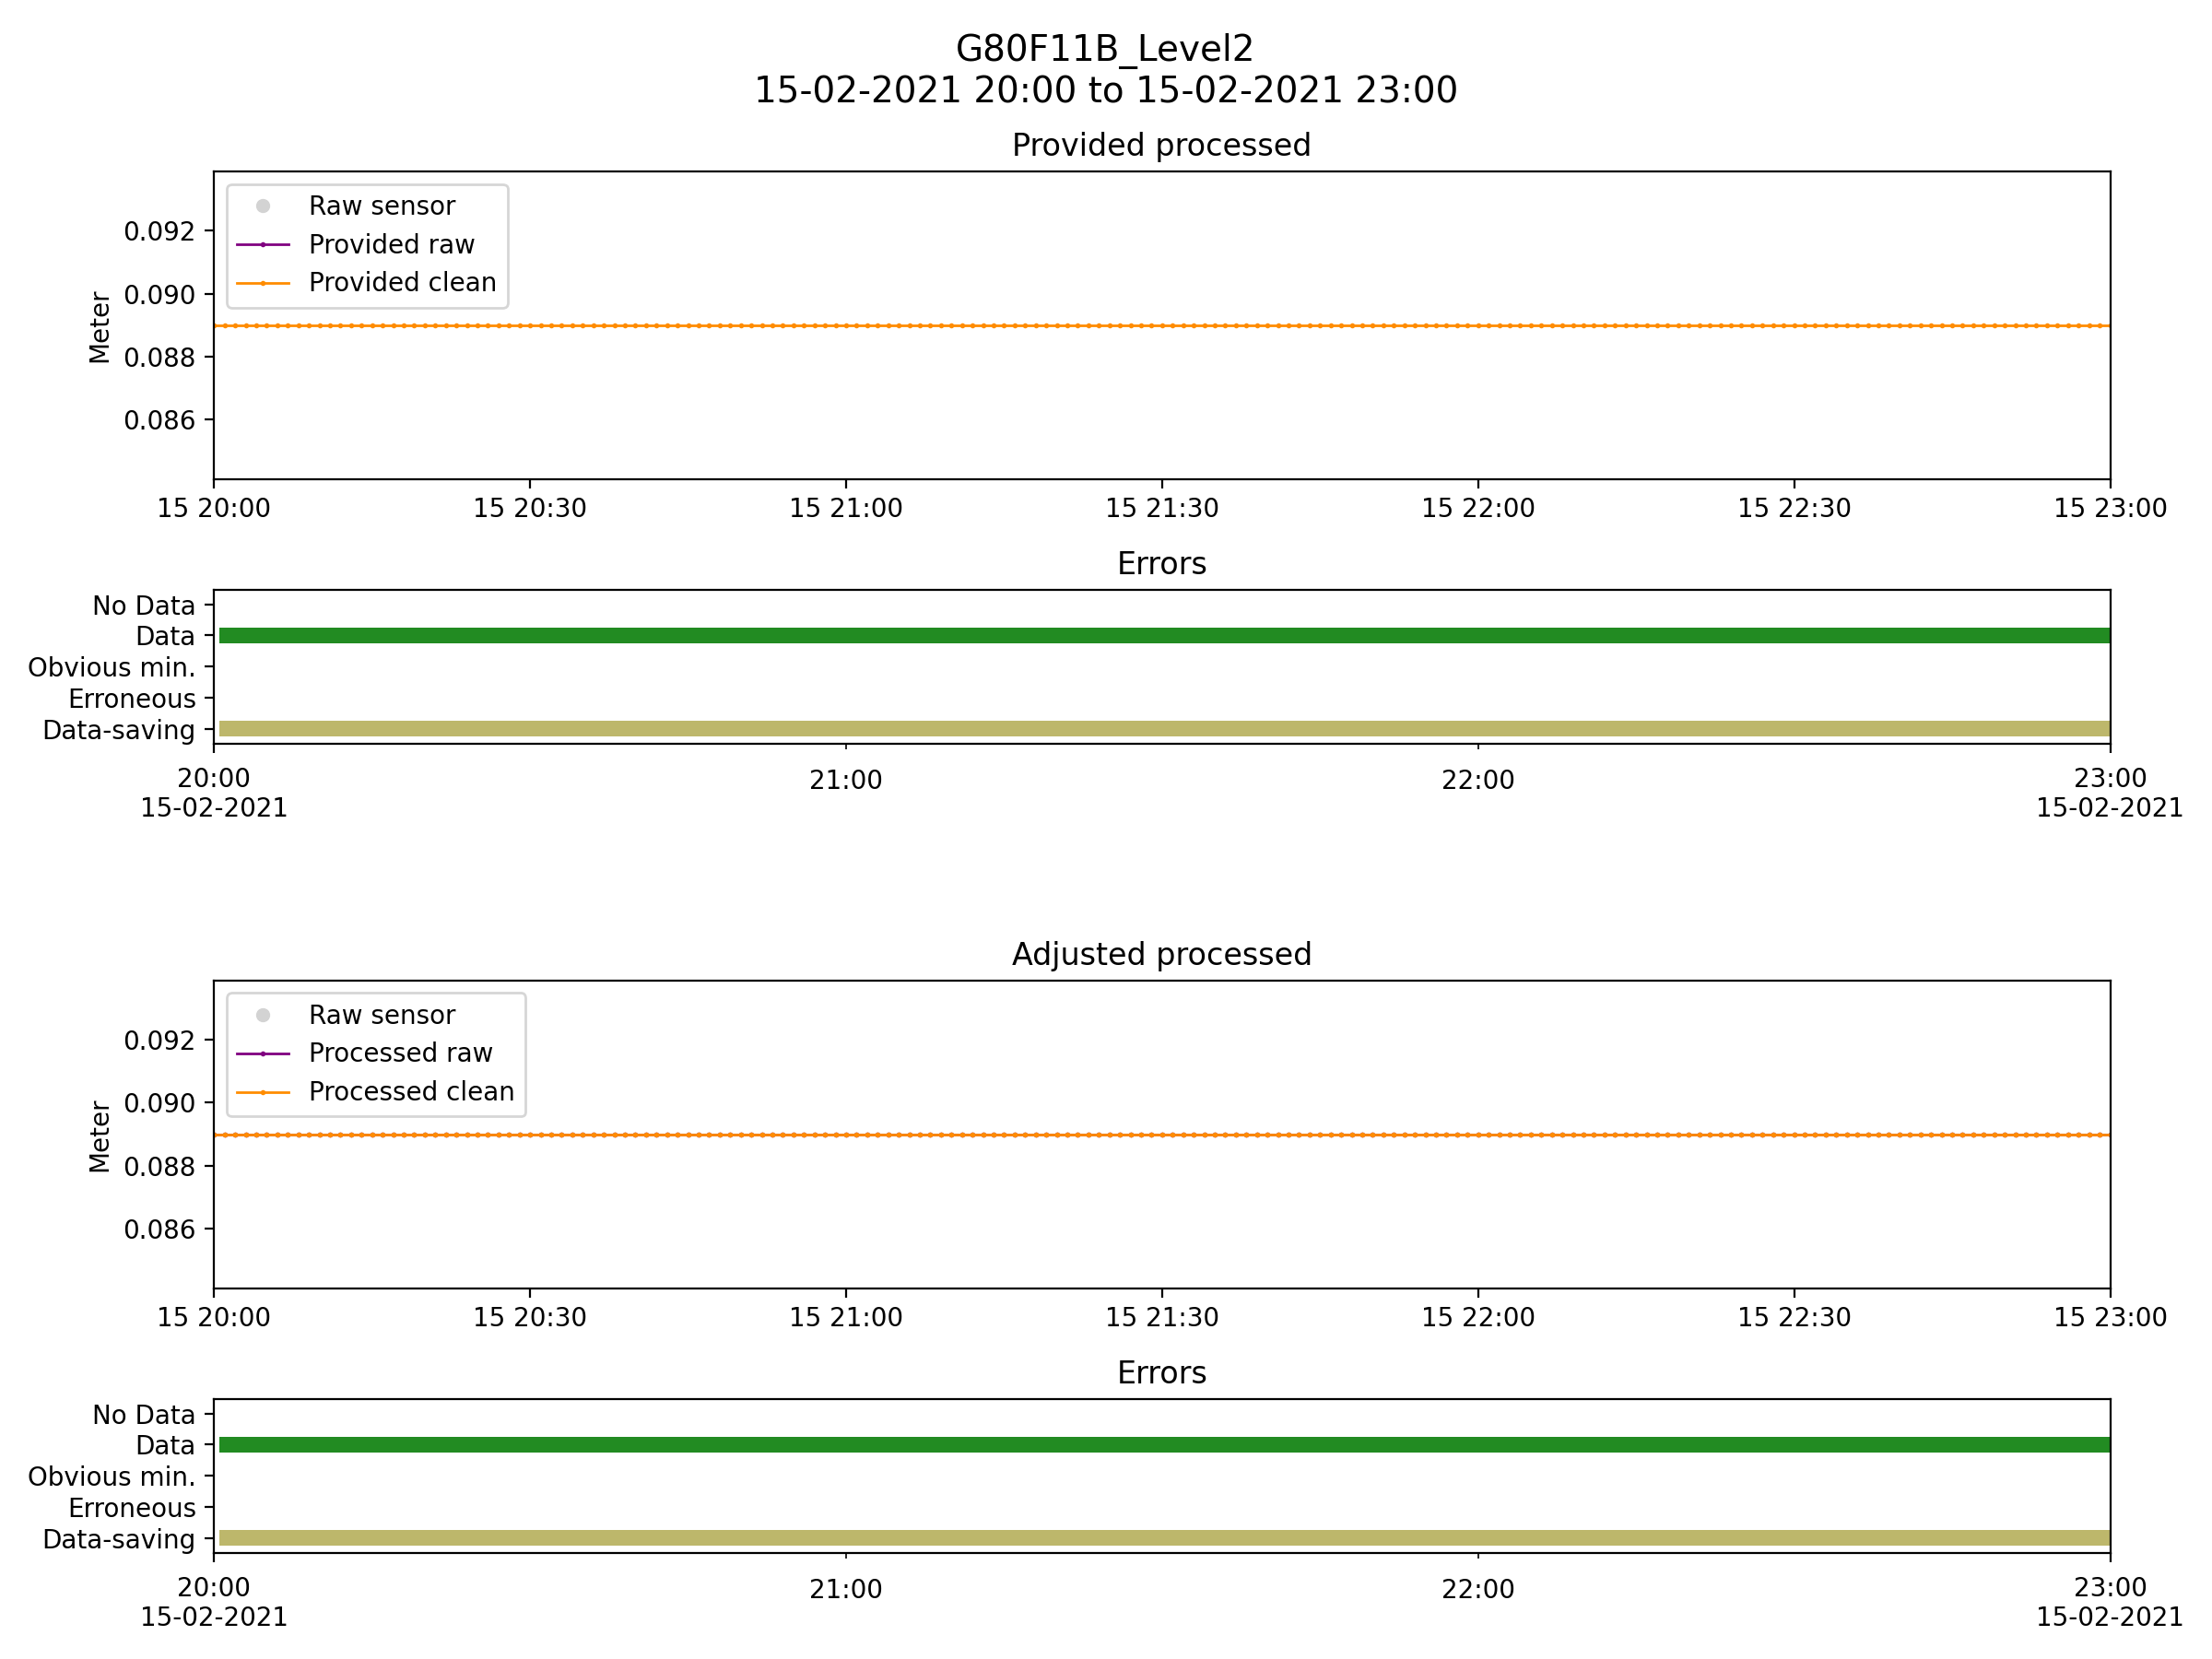 G80F11B_Level2
15-02-2021 20:00 to 15-02-2021 23:00
Provided processed
Raw sensor
Provided raw
Provided clean
Meter
0.092
0.090
0.088
0.086
15 20:00 15 20:30 15 21:00 15 21:30 15 22:00 15 22:30 15 23:00
Errors
No Data
Data
Obvious min.
Erroneous
Data-saving
20:00 21:00 22:00 23:00
15-02-2021 15-02-2021
Adjusted processed
Raw sensor
Processed raw
Processed clean
Meter
0.092
0.090
0.088
0.086
15 20:00 15 20:30 15 21:00 15 21:30 15 22:00 15 22:30 15 23:00
Errors
No Data
Data
Obvious min.
Erroneous
Data-saving
20:00 21:00 22:00 23:00
15-02-2021 15-02-2021